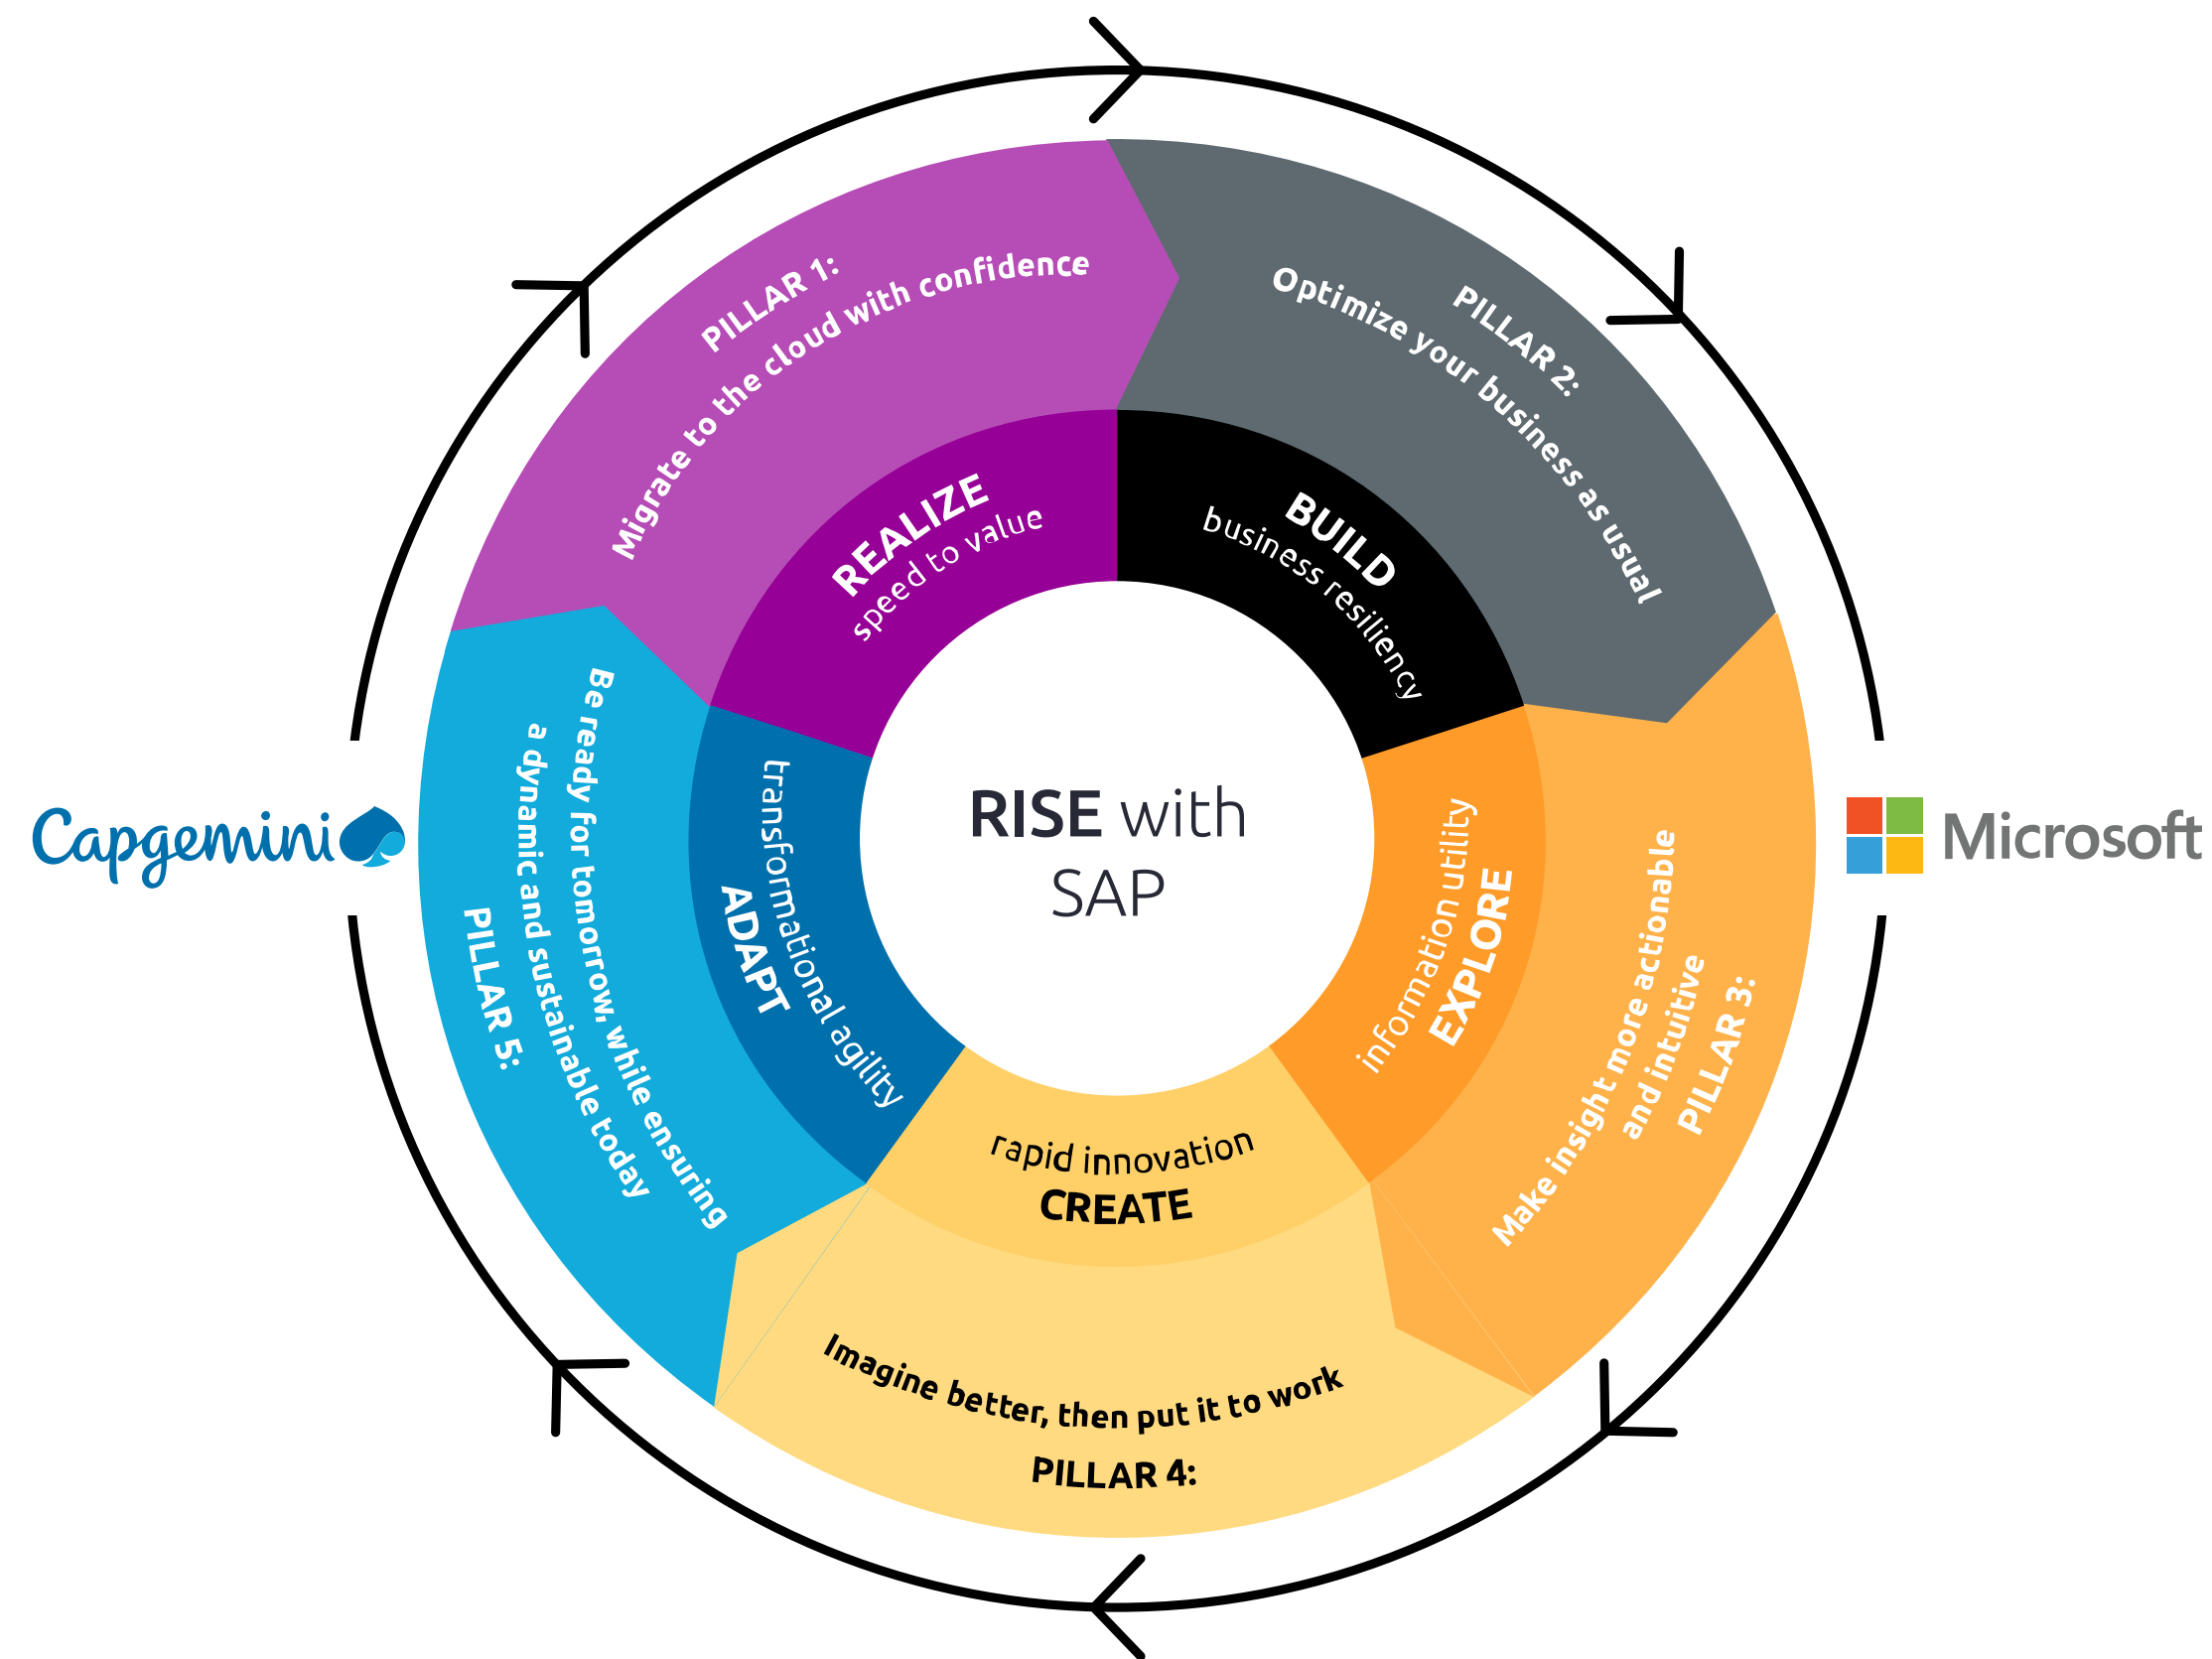 PILLAR 1:
Migrate to the cloud with confidence
REALIZE
speed to value
PILLAR 2:
Optimize your business as usual
BUILD
business resiliency
Capgemini
RISE with
SAP
Microsoft
information utility
EXPLORE
Make insight more actionable
and intuitive
PILLAR 3:
rapid innovation
CREATE
Imagine better, then put it to work
PILLAR 4:
transformational agility
ADAPT
Be ready for tomorrow, while ensuring
a dynamic and sustainable today
PILLAR 5: